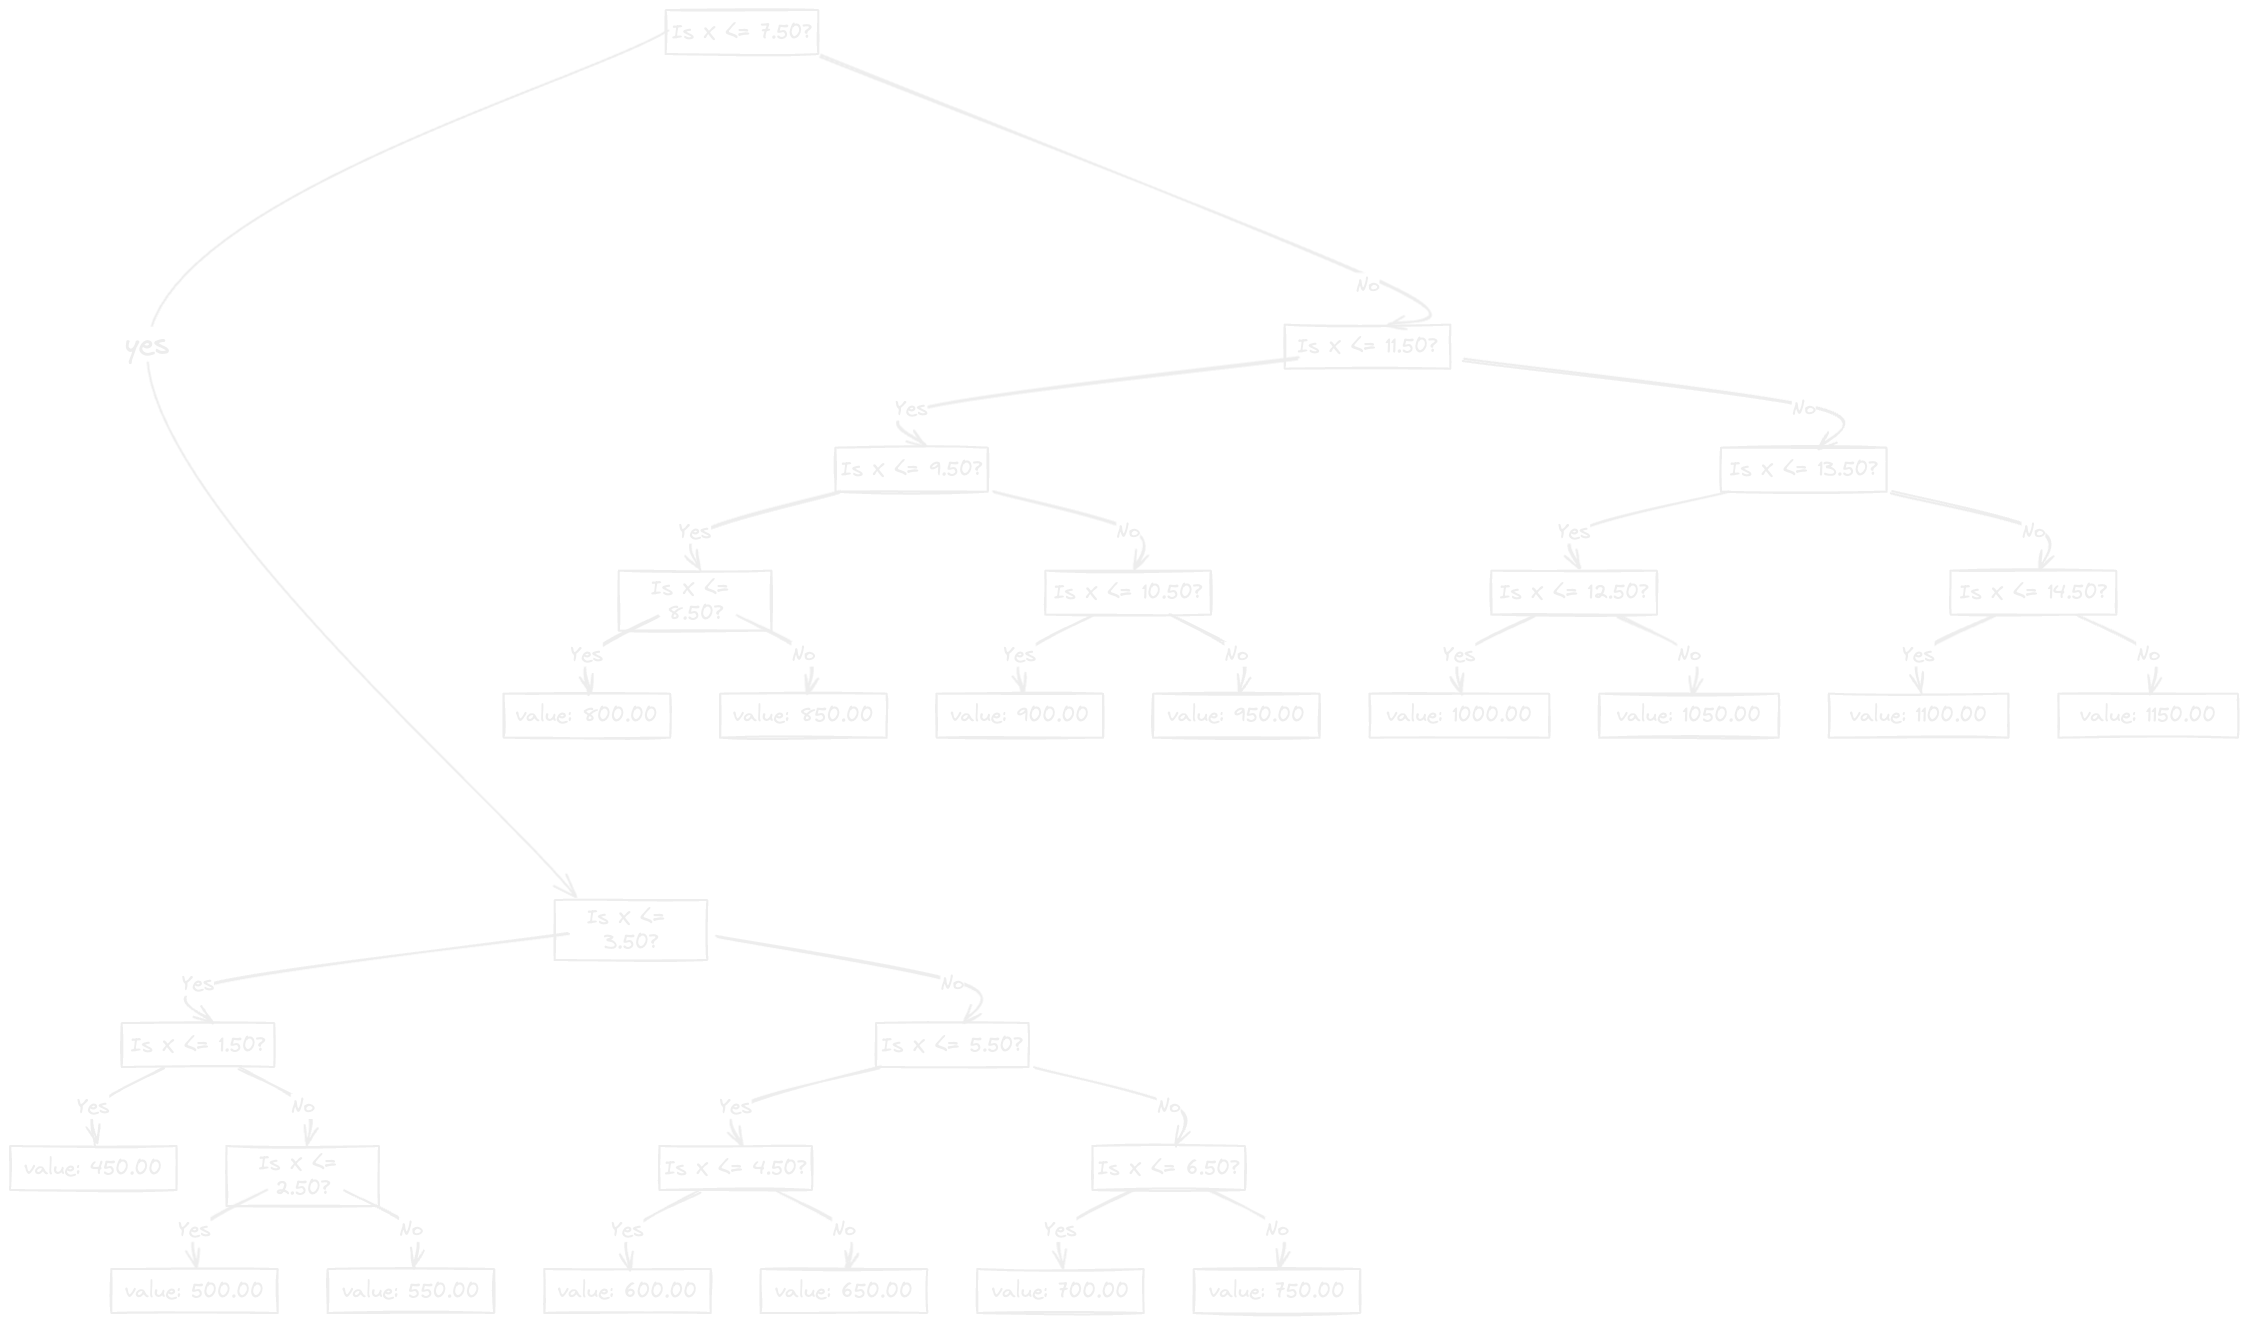 Is x <= 7.50?
No
yes
Is x <= 11.50?
Yes
No
Is x <= 9.50?
Is x <= 13.50?
Yes
No
Yes
No
Is x <=
8.50?
Is x <= 10.50?
Is x <= 12.50?
Is x <= 14.50?
Yes
No
Yes
No
Yes
No
Yes
No
value: 800.00
value: 850.00
value: 900.00
value: 950.00
value: 1000.00
value: 1050.00
value: 1100.00
value: 1150.00
Is x <=
3.50?
Yes
No
Is x <= 1.50?
Is x <= 5.50?
Yes
No
Yes
No
value: 450.00
Is x <=
2.50?
Is x <= 4.50?
Is x <= 6.50?
Yes
No
Yes
No
Yes
No
value: 500.00
value: 550.00
value: 600.00
value: 650.00
value: 700.00
value: 750.00